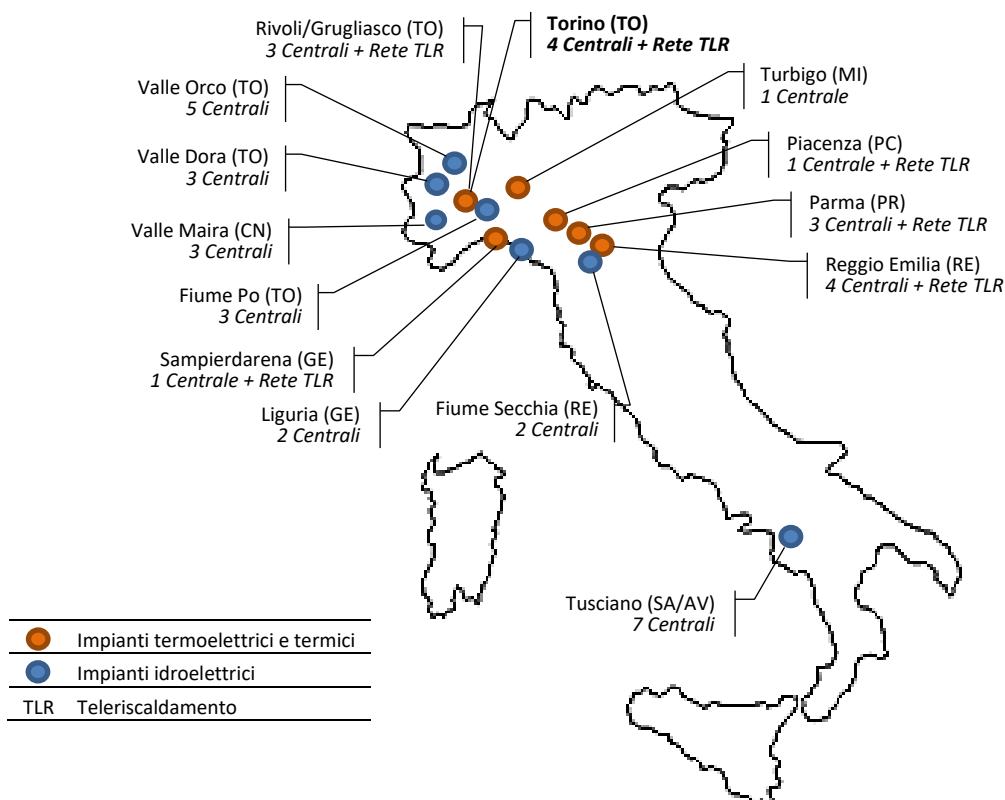 Rivoli/Grugliasco (TO)
3 Centrali + Rete TLR
Torino (TO)
4 Centrali + Rete TLR
Valle Orco (TO)
5 Centrali
Turbigo (MI)
1 Centrale
Valle Dora (TO)
3 Centrali
Piacenza (PC)
1 Centrale + Rete TLR
Valle Maira (CN)
3 Centrali
Parma (PR)
3 Centrali + Rete TLR
Fiume Po (TO)
3 Centrali
Reggio Emilia (RE)
4 Centrali + Rete TLR
Sampierdarena (GE)
1 Centrale + Rete TLR
Liguria (GE)
2 Centrali
Fiume Secchia (RE)
2 Centrali
Tusciano (SA/AV)
7 Centrali
Impianti termoelettrici e termici
Impianti idroelettrici
TLR Teleriscaldamento